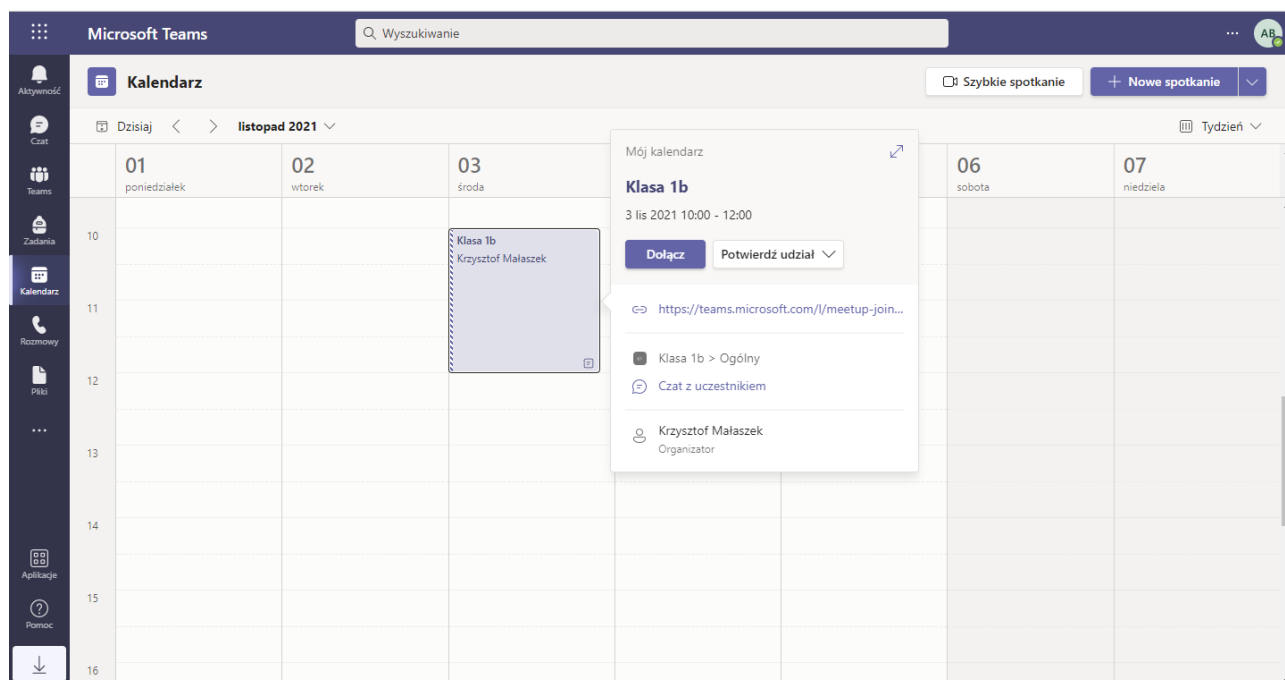 Microsoft Teams
Wyszukiwanie
AB
Aktywność
Czat
Teams
Zadania
Kalendarz
Rozmowy
Pliki
Aplikacje
Pomoc
Kalendarz
Szybkie spotkanie
+ Nowe spotkanie
Dzisiaj
listopad 2021
Tydzień
01
poniedziałek
02
wtorek
03
środa
06
sobota
07
niedziela
10
11
12
13
14
15
16
Klasa 1b
Krzysztof Małaszek
Mój kalendarz
Klasa 1b
3 lis 2021 10:00 - 12:00
Dołącz
Potwierdź udział
https://teams.microsoft.com/l/meetup-join...
Klasa 1b > Ogólny
Czat z uczestnikiem
Krzysztof Małaszek
Organizator